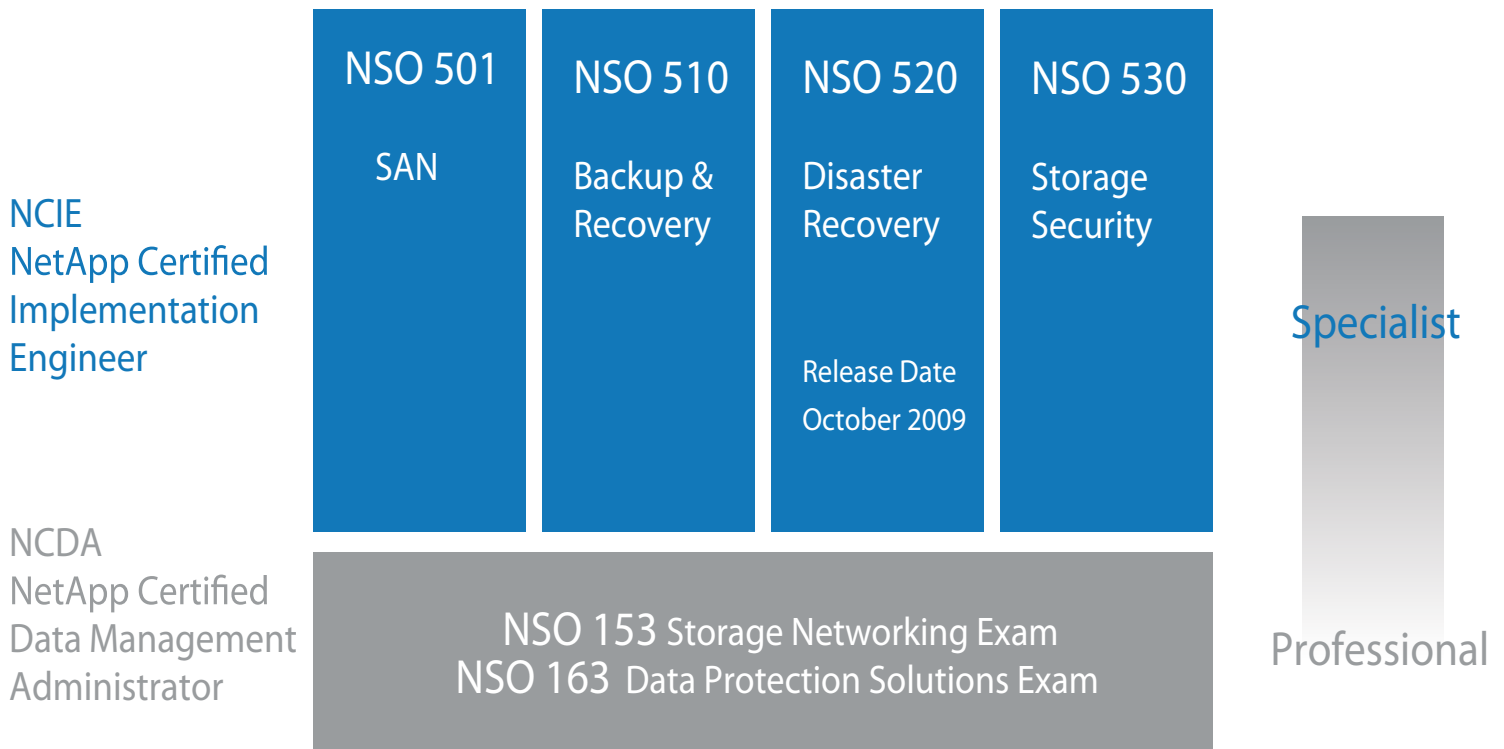 NCIE
NetApp Certified
Implementation
Engineer
NSO 501
SAN
NSO 510
Backup &
Recovery
NSO 520
Disaster
Recovery
Release Date
October 2009
NSO 530
Storage
Security
Specialist
NCDA
NetApp Certified
Data Management
Administrator
NSO 153 Storage Networking Exam
NSO 163 Data Protection Solutions Exam
Professional